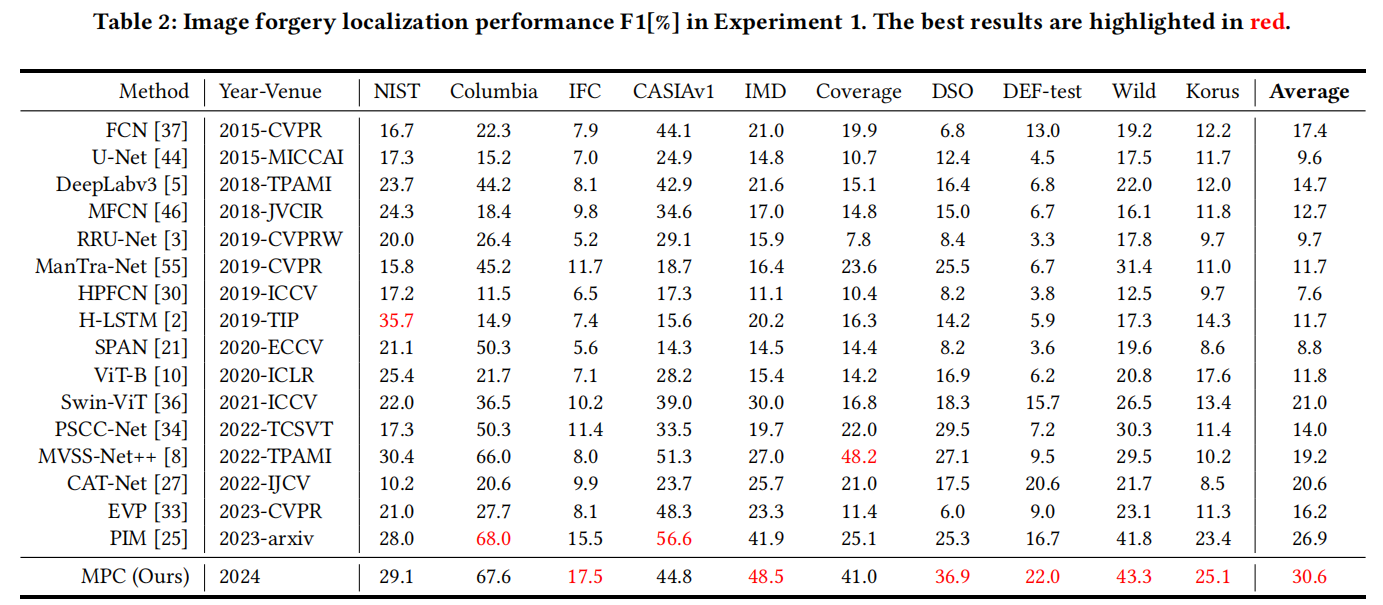 Table 2: Image forgery localization performance F1[%] in Experiment 1. The best results are highlighted in red.
Method Year-Venue NIST Columbia IFC CASIAv1 IMD Coverage DSO DEF-test Wild Korus Average
FCN [37] 2015-CVPR 16.7 22.3 7.9 44.1 21.0 19.9 6.8 13.0 19.2 12.2 17.4
U-Net [44] 2015-MICCAI 17.3 15.2 7.0 24.9 14.8 10.7 12.4 4.5 17.5 11.7 9.6
DeepLabv3 [5] 2018-TPAMI 23.7 44.2 8.1 42.9 21.6 15.1 16.4 6.8 22.0 12.0 14.7
MFCN [46] 2018-JVCIR 24.3 18.4 9.8 34.6 17.0 14.8 15.0 6.7 16.1 11.8 12.7
RRU-Net [3] 2019-CVPRW 20.0 26.4 5.2 29.1 15.9 7.8 8.4 3.3 17.8 9.7 9.7
ManTra-Net [55] 2019-CVPR 15.8 45.2 11.7 18.7 16.4 23.6 25.5 6.7 31.4 11.0 11.7
HPFCN [30] 2019-ICCV 17.2 11.5 6.5 17.3 11.1 10.4 8.2 3.8 12.5 9.7 7.6
H-LSTM [2] 2019-TIP 35.7 14.9 7.4 15.6 20.2 16.3 14.2 5.9 17.3 14.3 11.7
SPAN [21] 2020-ECCV 21.1 50.3 5.6 14.3 14.5 14.4 8.2 3.6 19.6 8.6 8.8
ViT-B [10] 2020-ICLR 25.4 21.7 7.1 28.2 15.4 14.2 16.9 6.2 20.8 17.6 11.8
Swin-ViT [36] 2021-ICCV 22.0 36.5 10.2 39.0 30.0 16.8 18.3 15.7 26.5 13.4 21.0
PSCC-Net [34] 2022-TCSVT 17.3 50.3 11.4 33.5 19.7 22.0 29.5 7.2 30.3 11.4 14.0
MVSS-Net++ [8] 2022-TPAMI 30.4 66.0 8.0 51.3 27.0 48.2 27.1 9.5 29.5 10.2 19.2
CAT-Net [27] 2022-IJCV 10.2 20.6 9.9 23.7 25.7 21.0 17.5 20.6 21.7 8.5 20.6
EVP [33] 2023-CVPR 21.0 27.7 8.1 48.3 23.3 11.4 6.0 9.0 23.1 11.3 16.2
PIM [25] 2023-arxiv 28.0 68.0 15.5 56.6 41.9 25.1 25.3 16.7 41.8 23.4 26.9
MPC (Ours) 2024 29.1 67.6 17.5 44.8 48.5 41.0 36.9 22.0 43.3 25.1 30.6